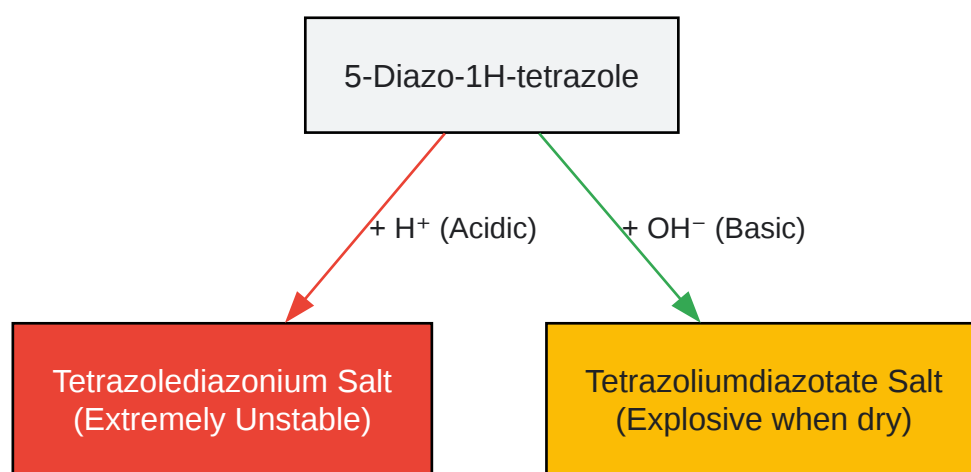 5-Diazo-1H-tetrazole
+ H⁺ (Acidic)
+ OH⁻ (Basic)
Tetrazolediazonium Salt
(Extremely Unstable)
Tetrazoliumdiazotate Salt
(Explosive when dry)